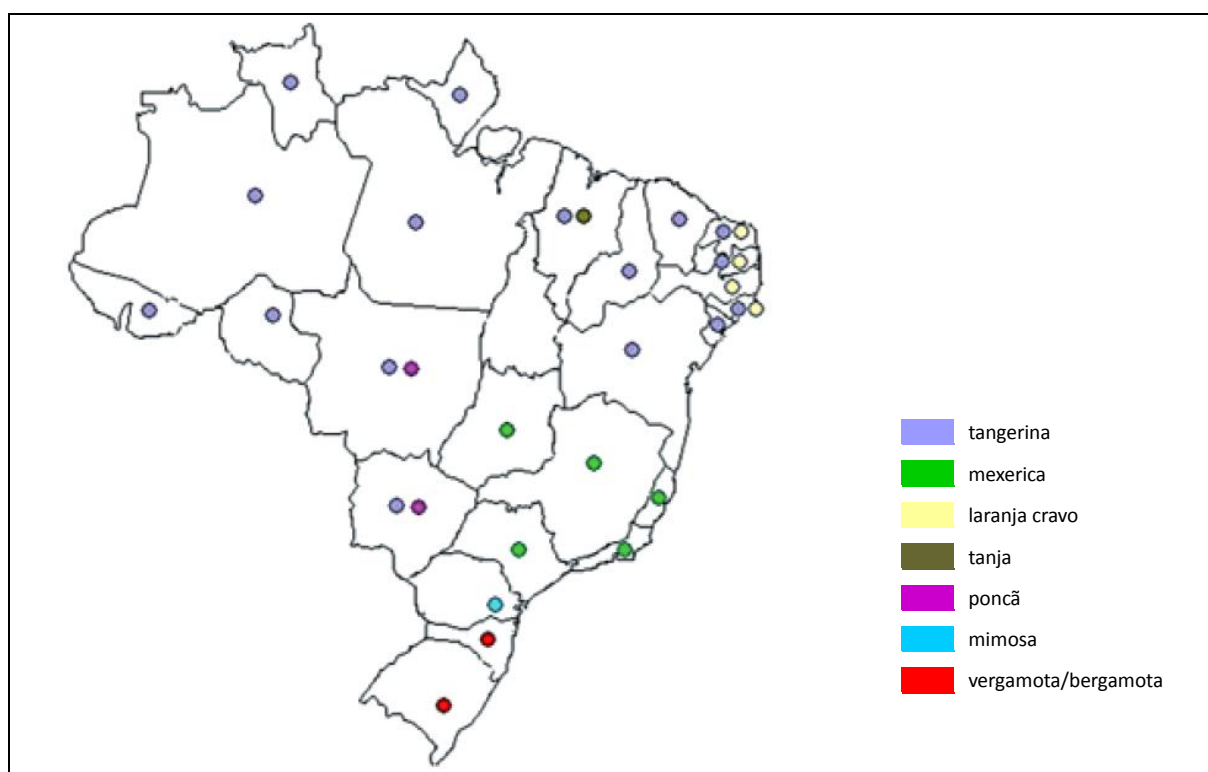 tangerina
mexerica
laranja cravo
tanja
poncã
mimosa
vergamota/bergamota